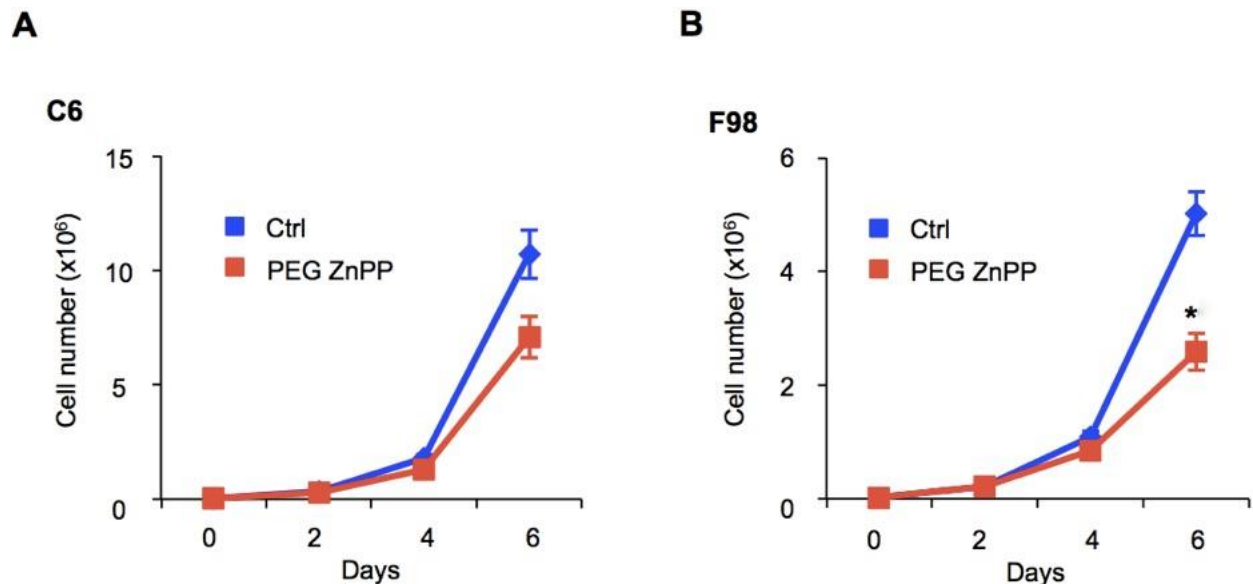 A
C6
Cell number (x10⁶)
15
10
5
0
Ctrl
PEG ZnPP
0 2 4 6
Days
B
F98
Cell number (x10⁶)
6
4
2
0
Ctrl
PEG ZnPP
*
0 2 4 6
Days